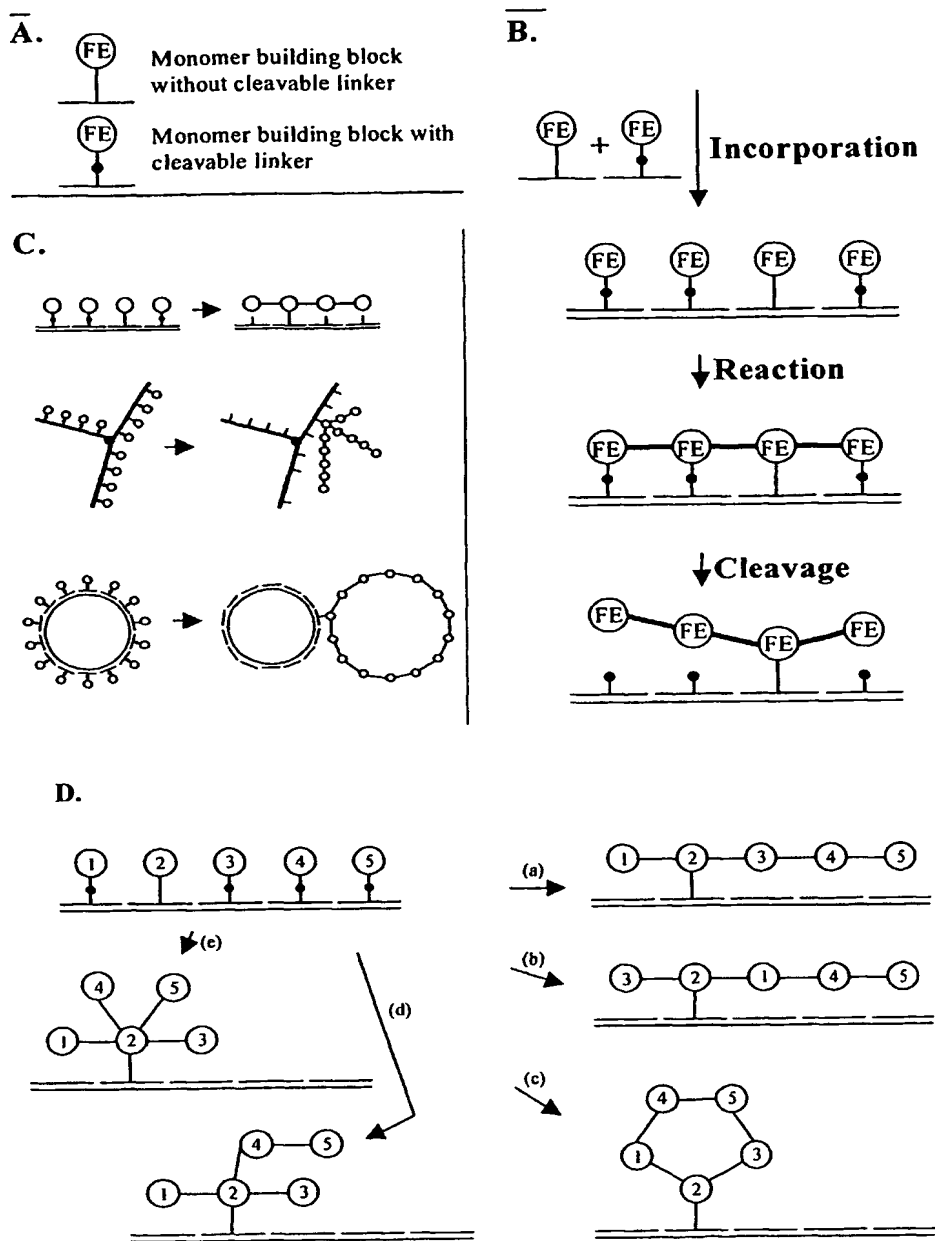 A.
FE
Monomer building block
without cleavable linker
FE
Monomer building block with
cleavable linker
B.
FE + FE
Incorporation
FE FE FE FE
Reaction
FE FE FE FE
Cleavage
FE FE FE FE
C.
D.
1 2 3 4 5
(a)
1 2 3 4 5
(b)
3 2 1 4 5
(c)
4 5
1 3
2
(d)
4 5
1 2 3
(e)
4 5
1 2 3